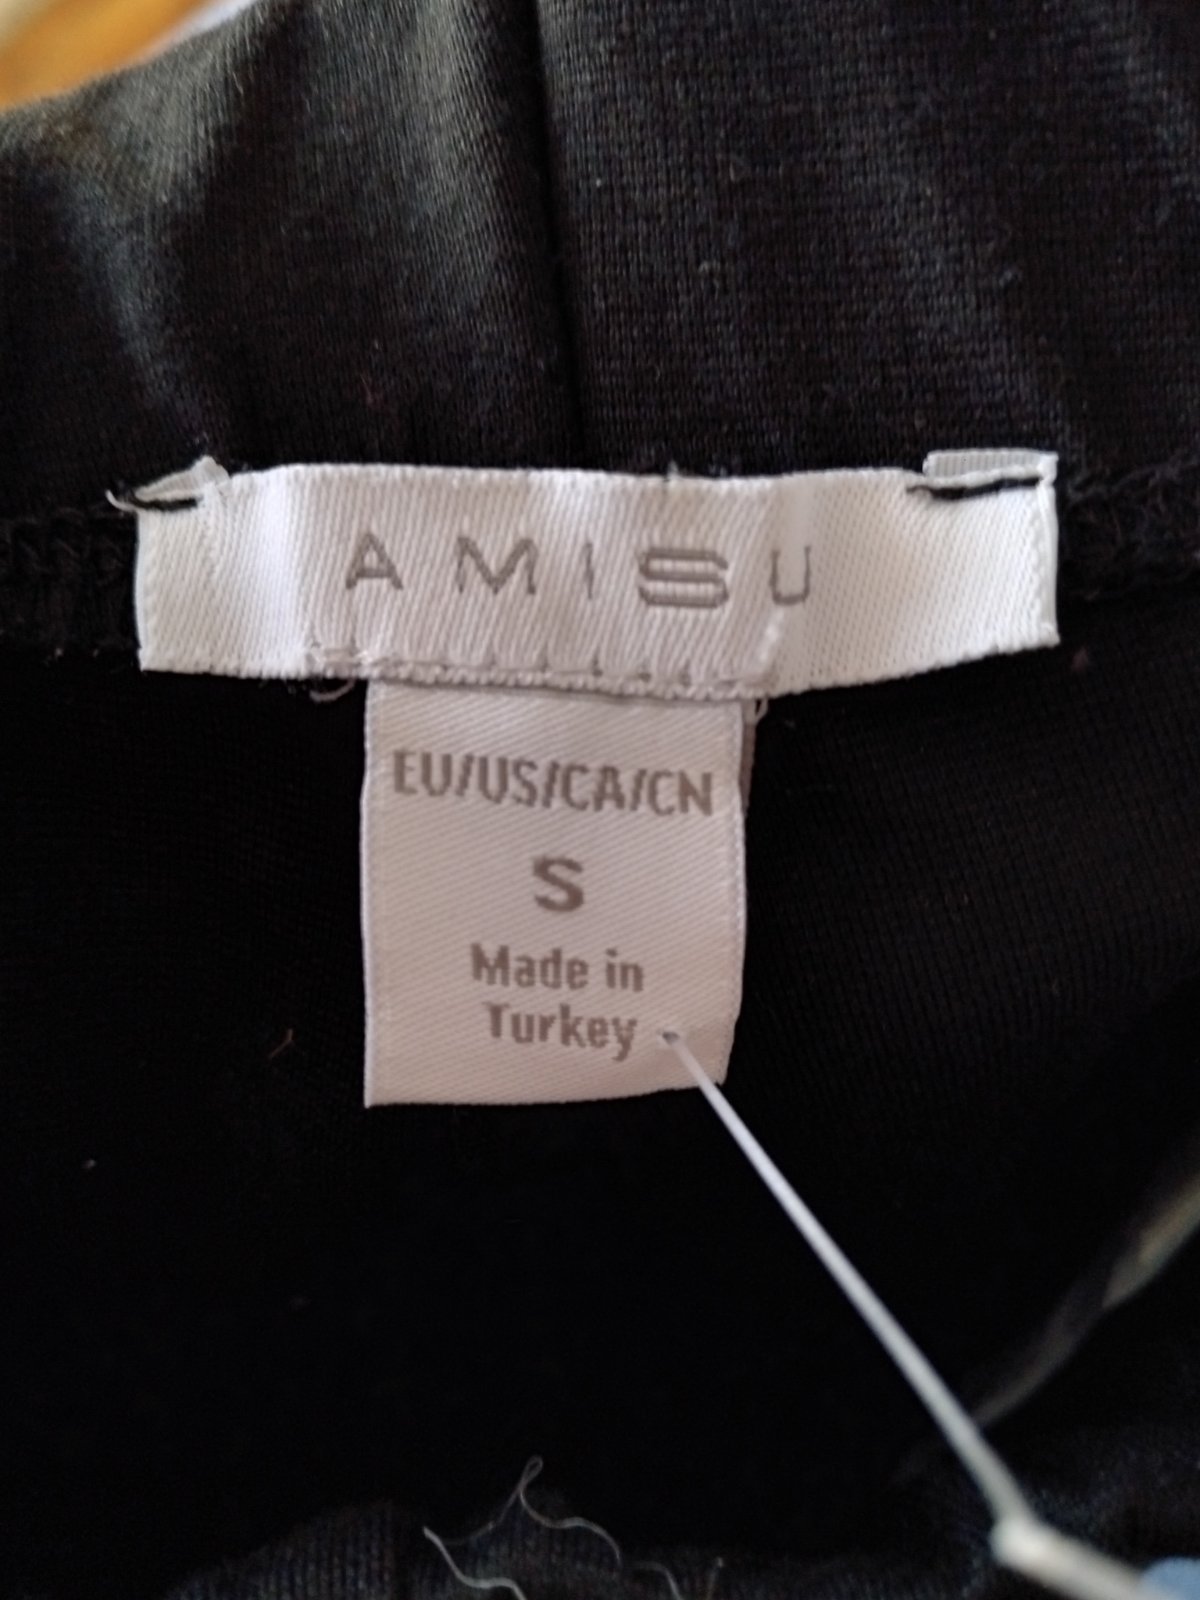 AMISU
EU/US/CA/CN
S
Made in
Turkey